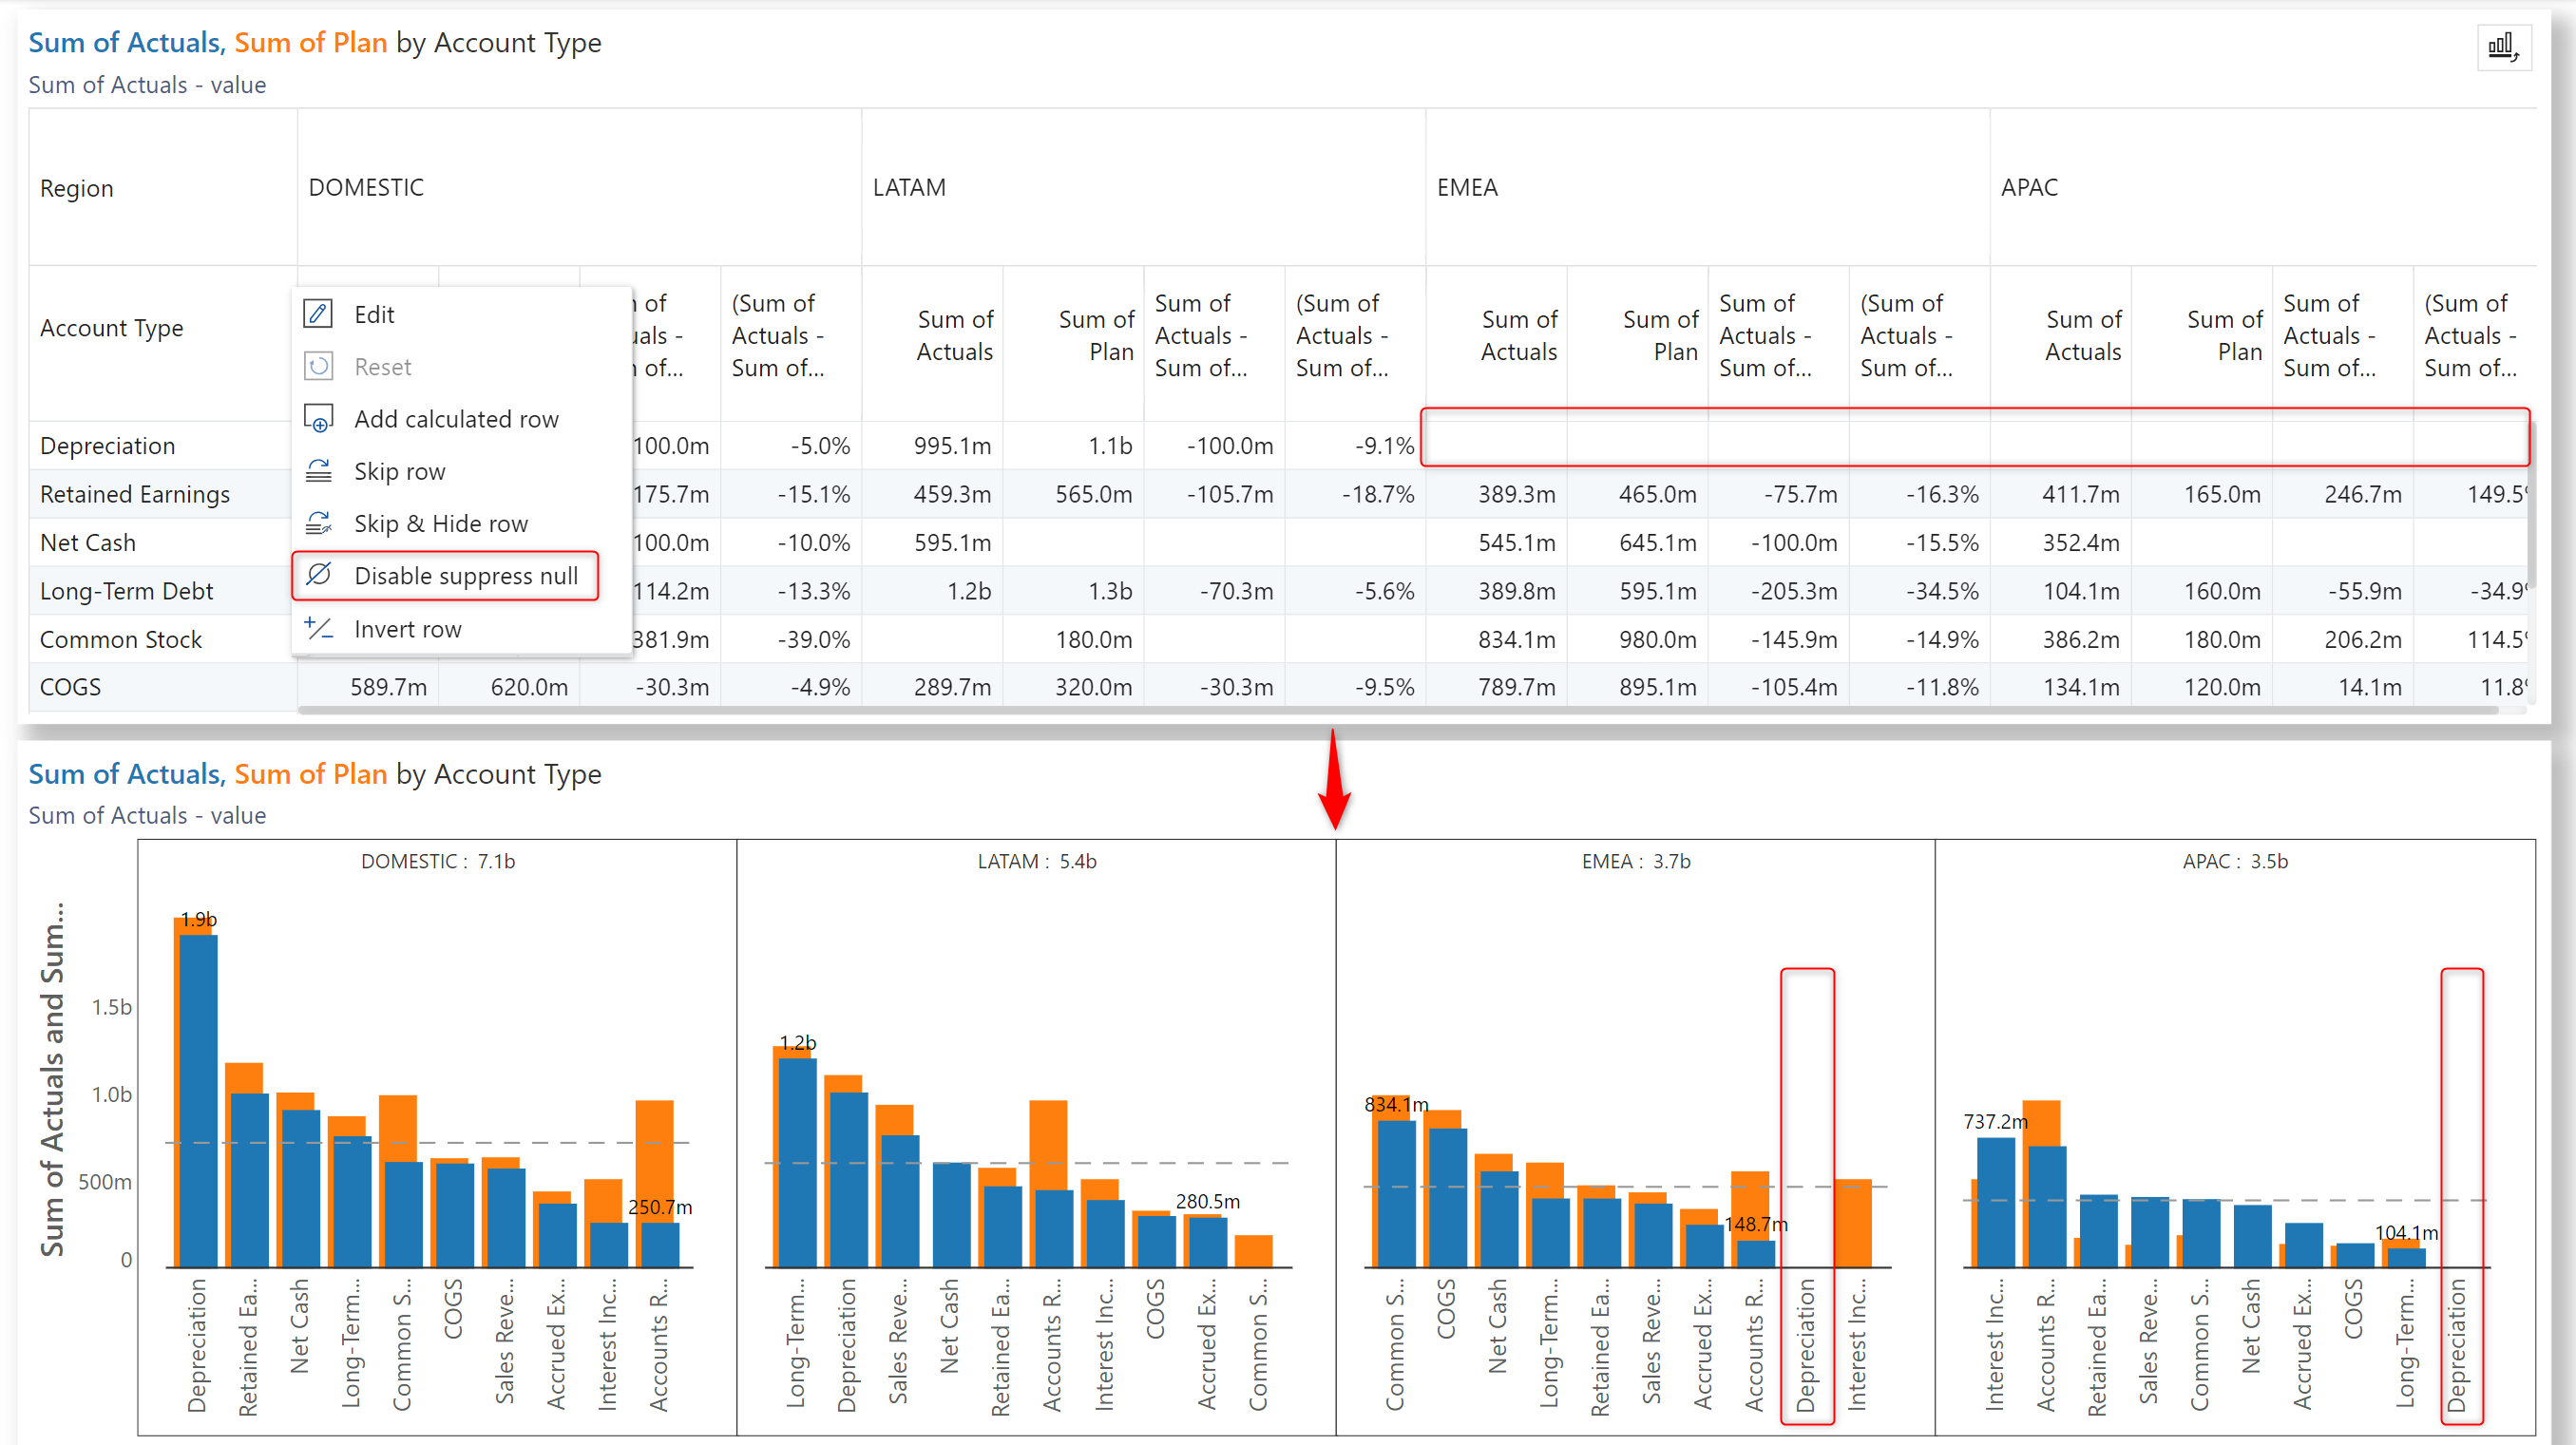 Sum of Actuals, Sum of Plan by Account Type
Sum of Actuals - value
Region DOMESTIC LATAM EMEA APAC
Account Type
of
als -
of...
(Sum of
Actuals -
Sum of...
Sum of
Actuals
Sum of
Plan
Sum of
Actuals -
Sum of...
(Sum of
Actuals -
Sum of...
Sum of
Actuals
Sum of
Plan
Sum of
Actuals -
Sum of...
(Sum of
Actuals -
Sum of...
Sum of
Actuals
Sum of
Plan
Sum of
Actuals -
Sum of...
(Sum of
Actuals -
Sum of...
Edit
Reset
Add calculated row
Skip row
Skip & Hide row
Disable suppress null
Invert row
Depreciation 100.0m -5.0% 995.1m 1.1b -100.0m -9.1%
Retained Earnings 175.7m -15.1% 459.3m 565.0m -105.7m -18.7% 389.3m 465.0m -75.7m -16.3% 411.7m 165.0m 246.7m 149.5
Net Cash 100.0m -10.0% 595.1m 545.1m 645.1m -100.0m -15.5% 352.4m
Long-Term Debt 114.2m -13.3% 1.2b 1.3b -70.3m -5.6% 389.8m 595.1m -205.3m -34.5% 104.1m 160.0m -55.9m -34.9
Common Stock 381.9m -39.0% 180.0m 834.1m 980.0m -145.9m -14.9% 386.2m 180.0m 206.2m 114.5
COGS 589.7m 620.0m -30.3m -4.9% 289.7m 320.0m -30.3m -9.5% 789.7m 895.1m -105.4m -11.8% 134.1m 120.0m 14.1m 11.8
Sum of Actuals, Sum of Plan by Account Type
Sum of Actuals - value
Sum of Actuals and Sum...
1.5b
1.0b
500m
0
DOMESTIC : 7.1b
1.9b
250.7m
Depreciation
Retained Ea...
Net Cash
Long-Term...
Common S...
COGS
Sales Reve...
Accrued Ex...
Interest Inc...
Accounts R...
LATAM : 5.4b
1.2b
280.5m
Long-Term...
Depreciation
Sales Reve...
Net Cash
Retained Ea...
Accounts R...
Interest Inc...
COGS
Accrued Ex...
Common S...
EMEA : 3.7b
834.1m
148.7m
Common S...
COGS
Net Cash
Long-Term...
Retained Ea...
Sales Reve...
Accrued Ex...
Accounts R...
Depreciation
Interest Inc...
APAC : 3.5b
737.2m
104.1m
Interest Inc...
Accounts R...
Retained Ea...
Sales Reve...
Common S...
Net Cash
Accrued Ex...
COGS
Long-Term...
Depreciation